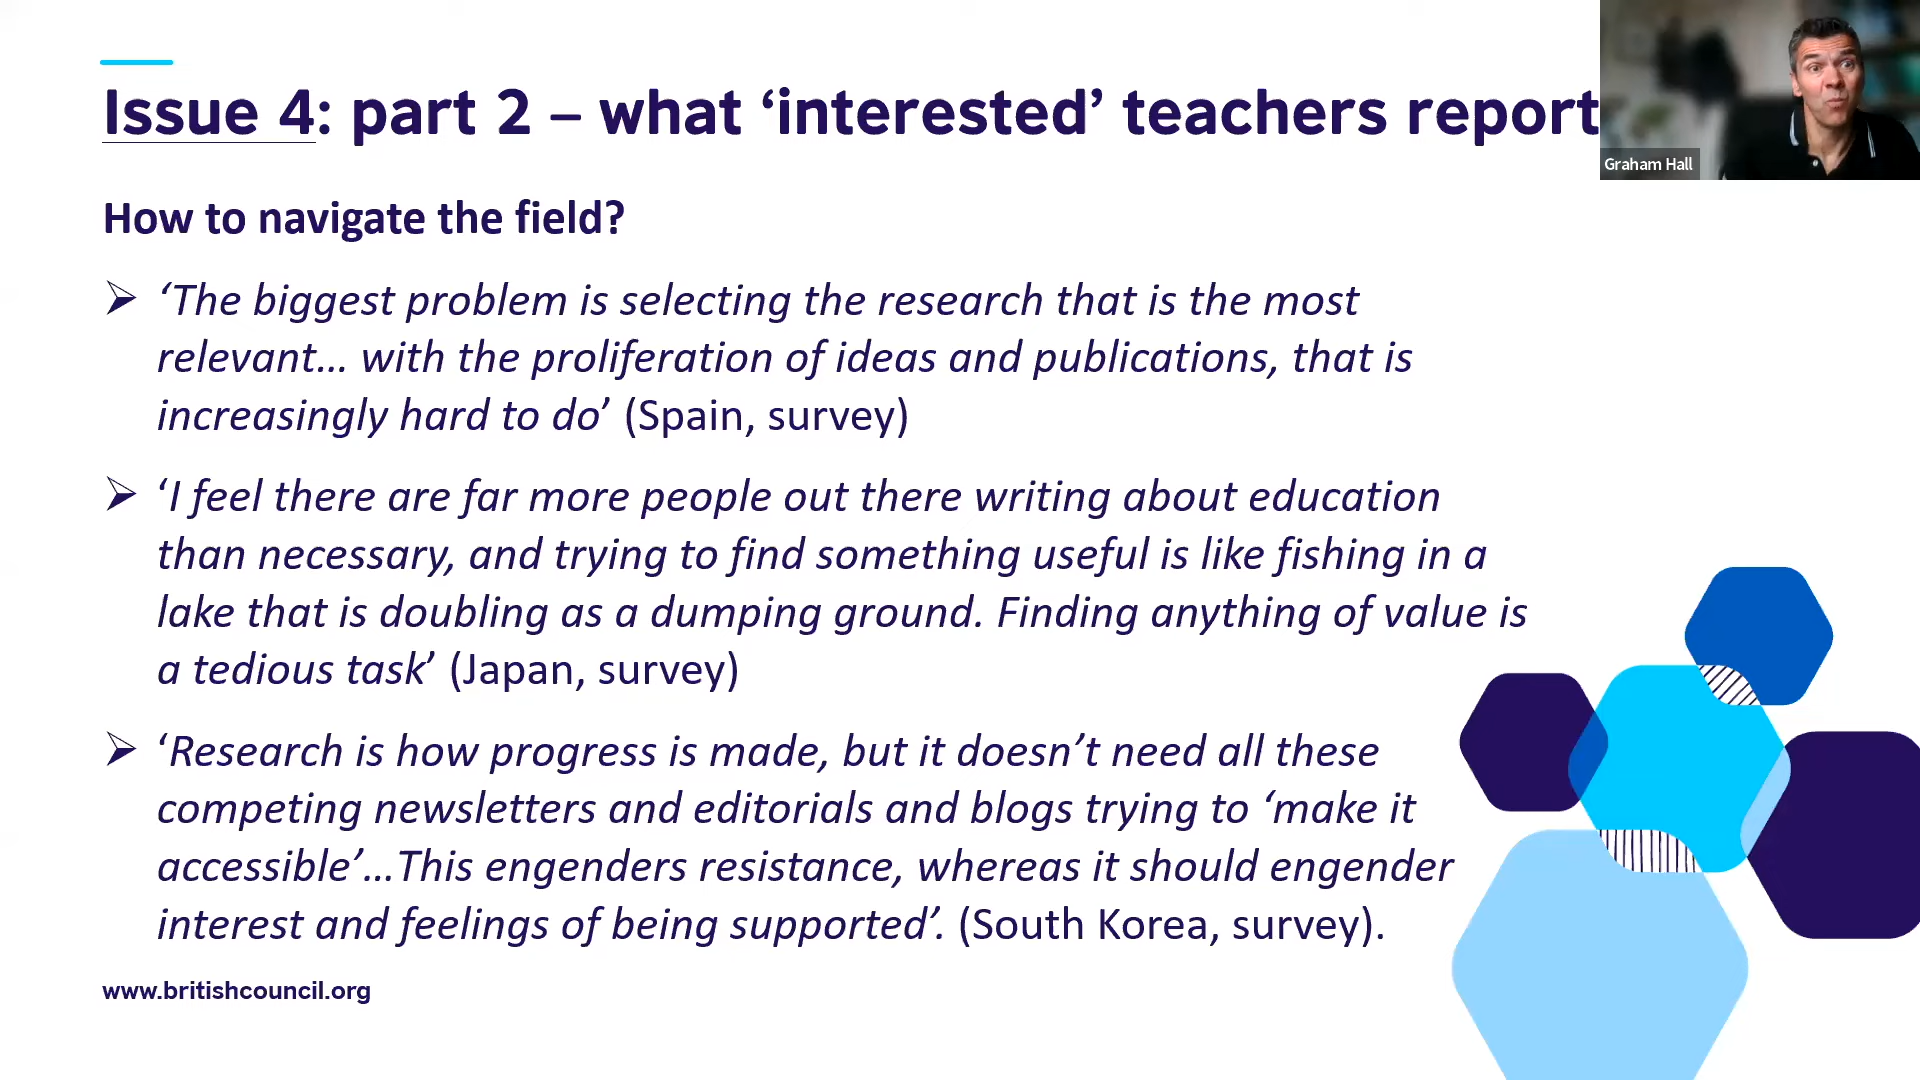 Issue 4: part 2 – what ‘interested’ teachers report
Graham Hall
How to navigate the field?
➢ ‘The biggest problem is selecting the research that is the most
relevant… with the proliferation of ideas and publications, that is
increasingly hard to do’ (Spain, survey)
➢ ‘I feel there are far more people out there writing about education
than necessary, and trying to find something useful is like fishing in a
lake that is doubling as a dumping ground. Finding anything of value is
a tedious task’ (Japan, survey)
➢ ‘Research is how progress is made, but it doesn’t need all these
competing newsletters and editorials and blogs trying to ‘make it
accessible’…This engenders resistance, whereas it should engender
interest and feelings of being supported’. (South Korea, survey).
www.britishcouncil.org